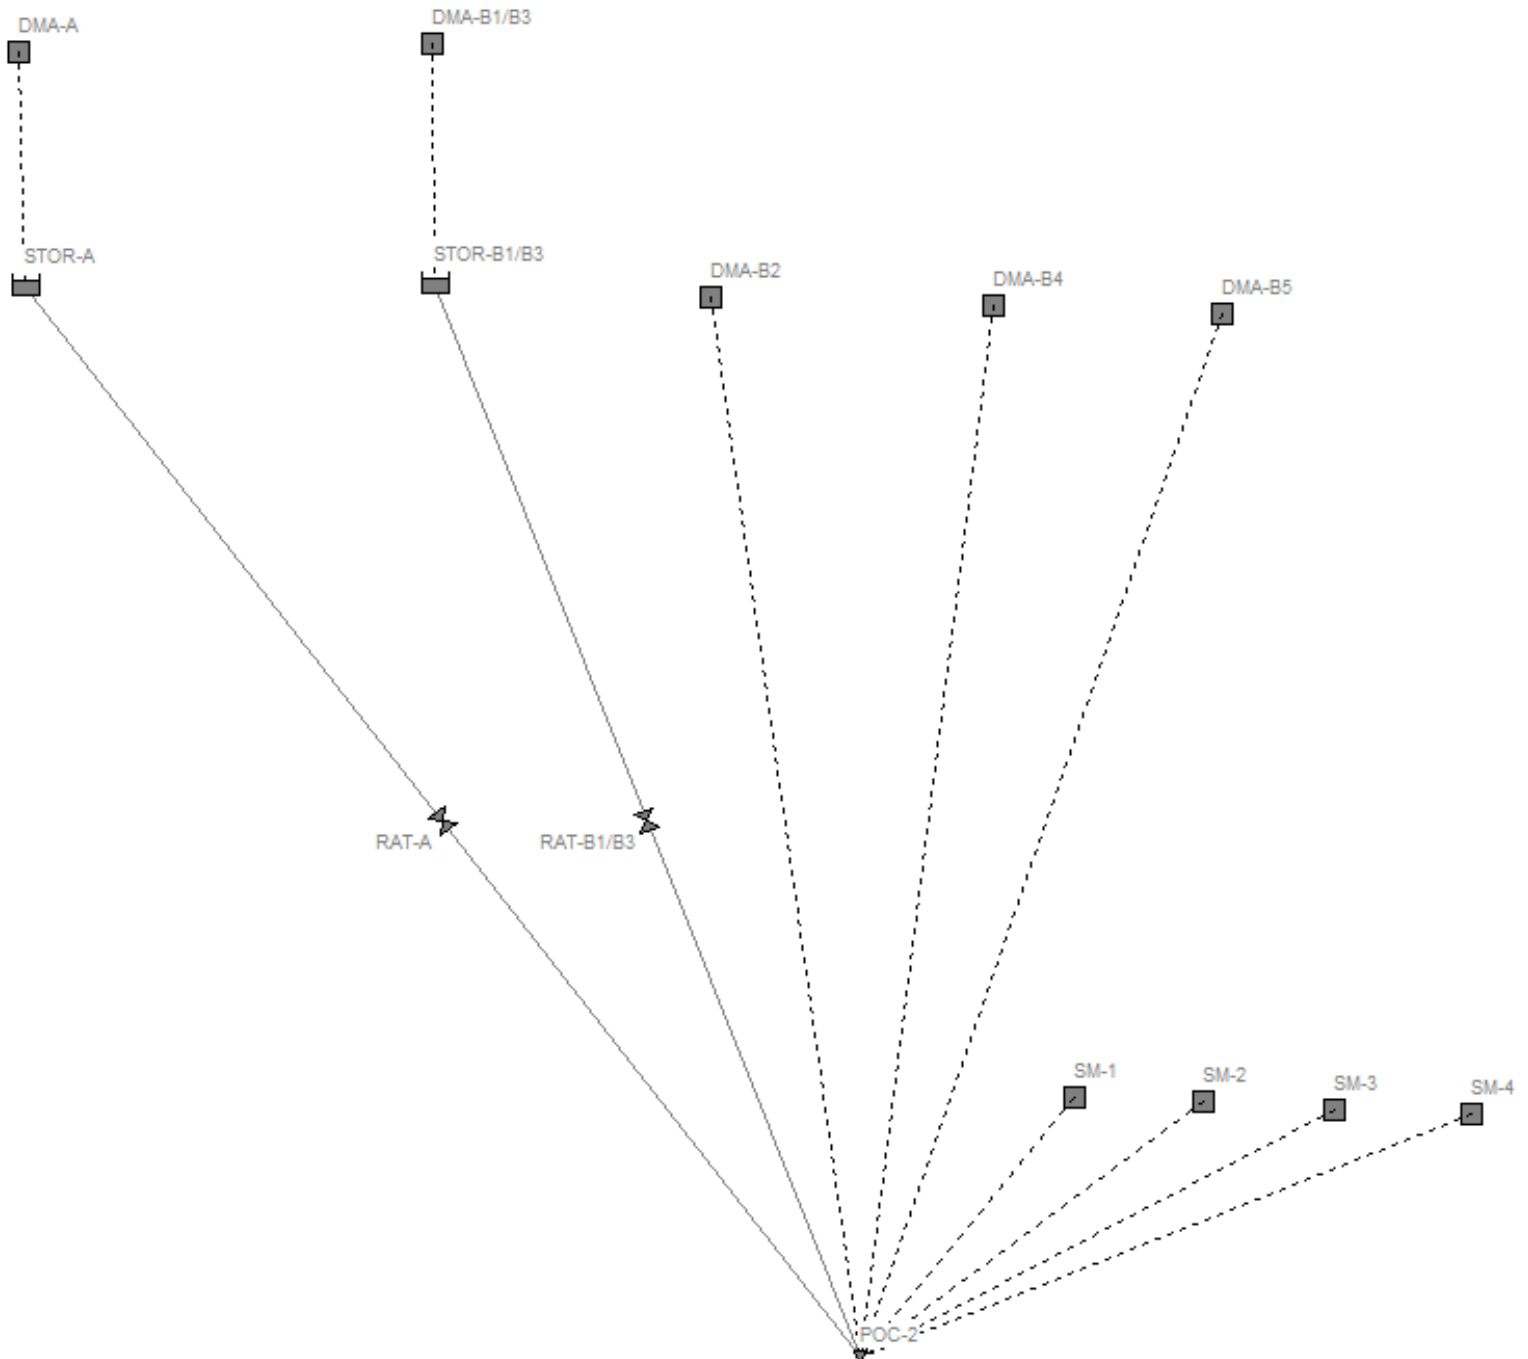 DMA-A
DMA-B1/B3
STOR-A
STOR-B1/B3
DMA-B2
DMA-B4
DMA-B5
RAT-A
RAT-B1/B3
SM-1
SM-2
SM-3
SM-4
POC-2